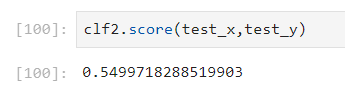 [100]: clf2.score(test_x,test_y)
[100]: 0.5499718288519903